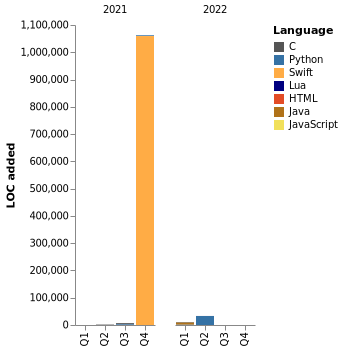 2021 2022
Language
C
Python
Swift
Lua
HTML
Java
JavaScript
LOC added
1,100,000
1,000,000
900,000
800,000
700,000
600,000
500,000
400,000
300,000
200,000
100,000
0
Q1 Q2 Q3 Q4 Q1 Q2 Q3 Q4